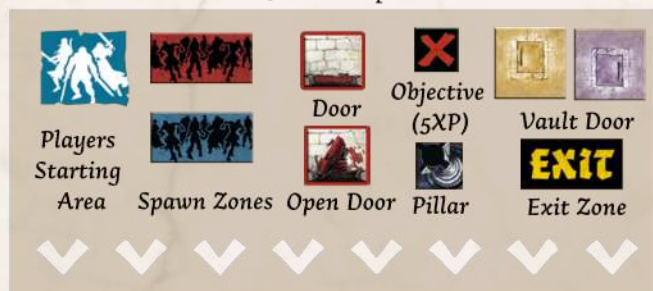 Door
Objective
(5XP)
Vault Door
Players
Starting
Area
Spawn Zones
Open Door
Pillar
EXIT
Exit Zone